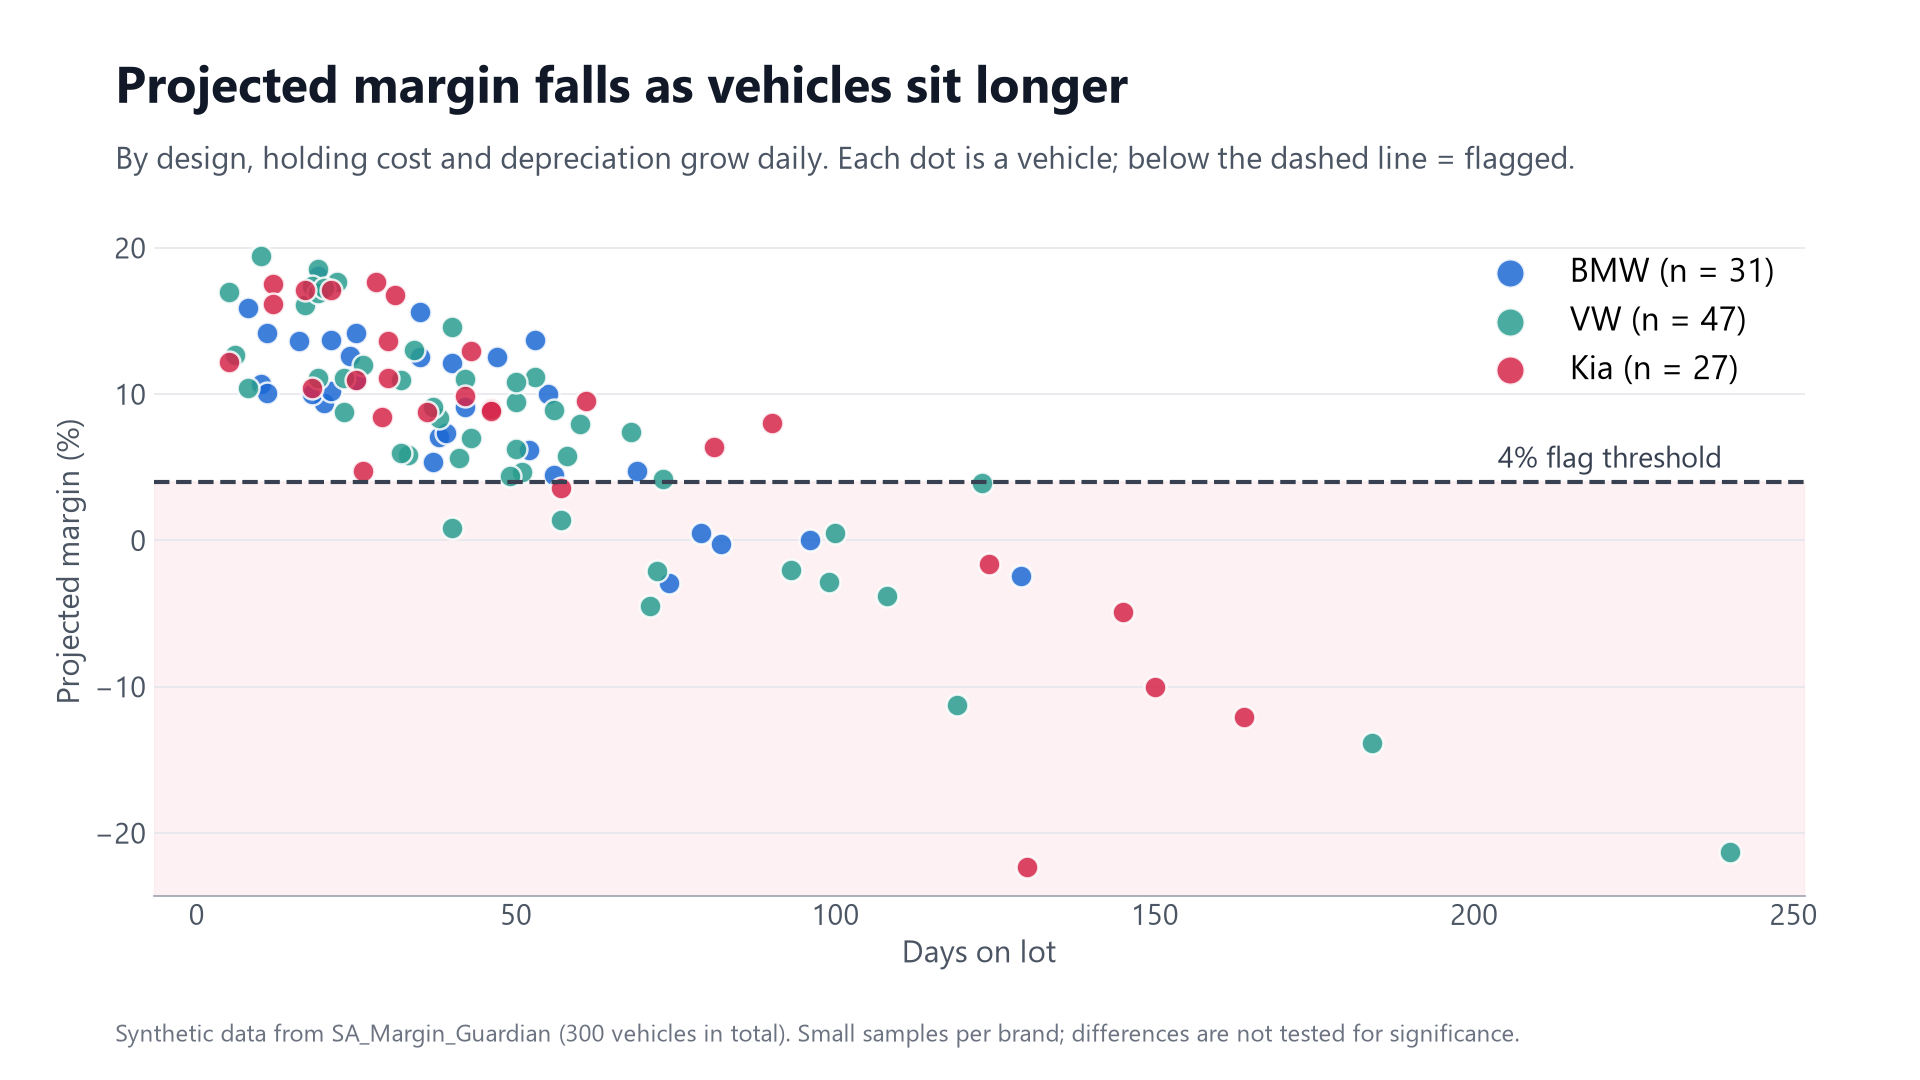 Projected margin falls as vehicles sit longer
By design, holding cost and depreciation grow daily. Each dot is a vehicle; below the dashed line = flagged.
20
10
0
−10
−20
Projected margin (%)
BMW (n = 31)
VW (n = 47)
Kia (n = 27)
4% flag threshold
0 50 100 150 200 250
Days on lot
Synthetic data from SA_Margin_Guardian (300 vehicles in total). Small samples per brand; differences are not tested for significance.